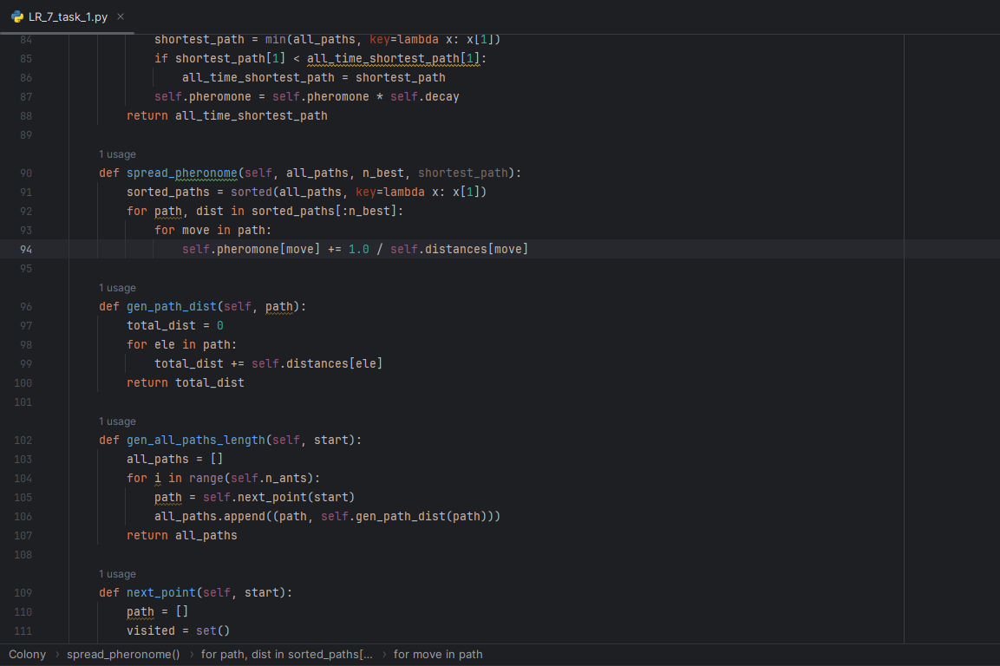 LR_7_task_1.py
84 shortest_path = min(all_paths, key=lambda x: x[1])
85 if shortest_path[1] < all_time_shortest_path[1]:
86 all_time_shortest_path = shortest_path
87 self.pheromone = self.pheromone * self.decay
88 return all_time_shortest_path
89
1 usage
90 def spread_pheronome(self, all_paths, n_best, shortest_path):
91 sorted_paths = sorted(all_paths, key=lambda x: x[1])
92 for path, dist in sorted_paths[:n_best]:
93 for move in path:
94 self.pheromone[move] += 1.0 / self.distances[move]
95
1 usage
96 def gen_path_dist(self, path):
97 total_dist = 0
98 for ele in path:
99 total_dist += self.distances[ele]
100 return total_dist
101
1 usage
102 def gen_all_paths_length(self, start):
103 all_paths = []
104 for i in range(self.n_ants):
105 path = self.next_point(start)
106 all_paths.append((path, self.gen_path_dist(path)))
107 return all_paths
108
1 usage
109 def next_point(self, start):
110 path = []
111 visited = set()
Colony › spread_pheronome() › for path, dist in sorted_paths[... › for move in path